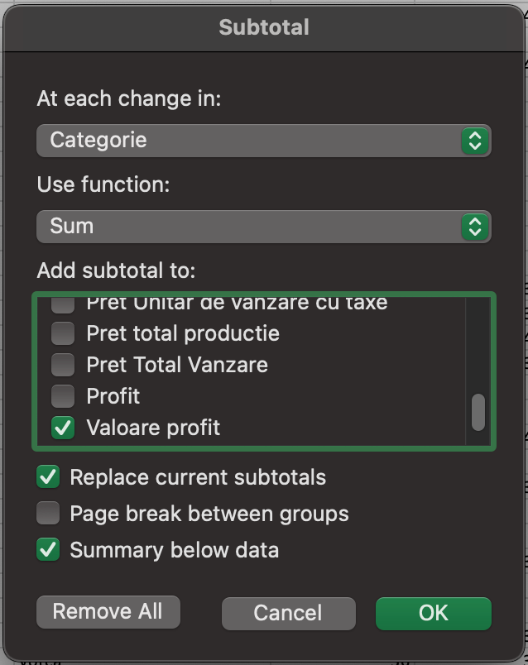 Subtotal
At each change in:
Categorie
Use function:
Sum
Add subtotal to:
Pret Unitar de vanzare cu taxe
Pret total productie
Pret Total Vanzare
Profit
Valoare profit
Replace current subtotals
Page break between groups
Summary below data
Remove All Cancel OK